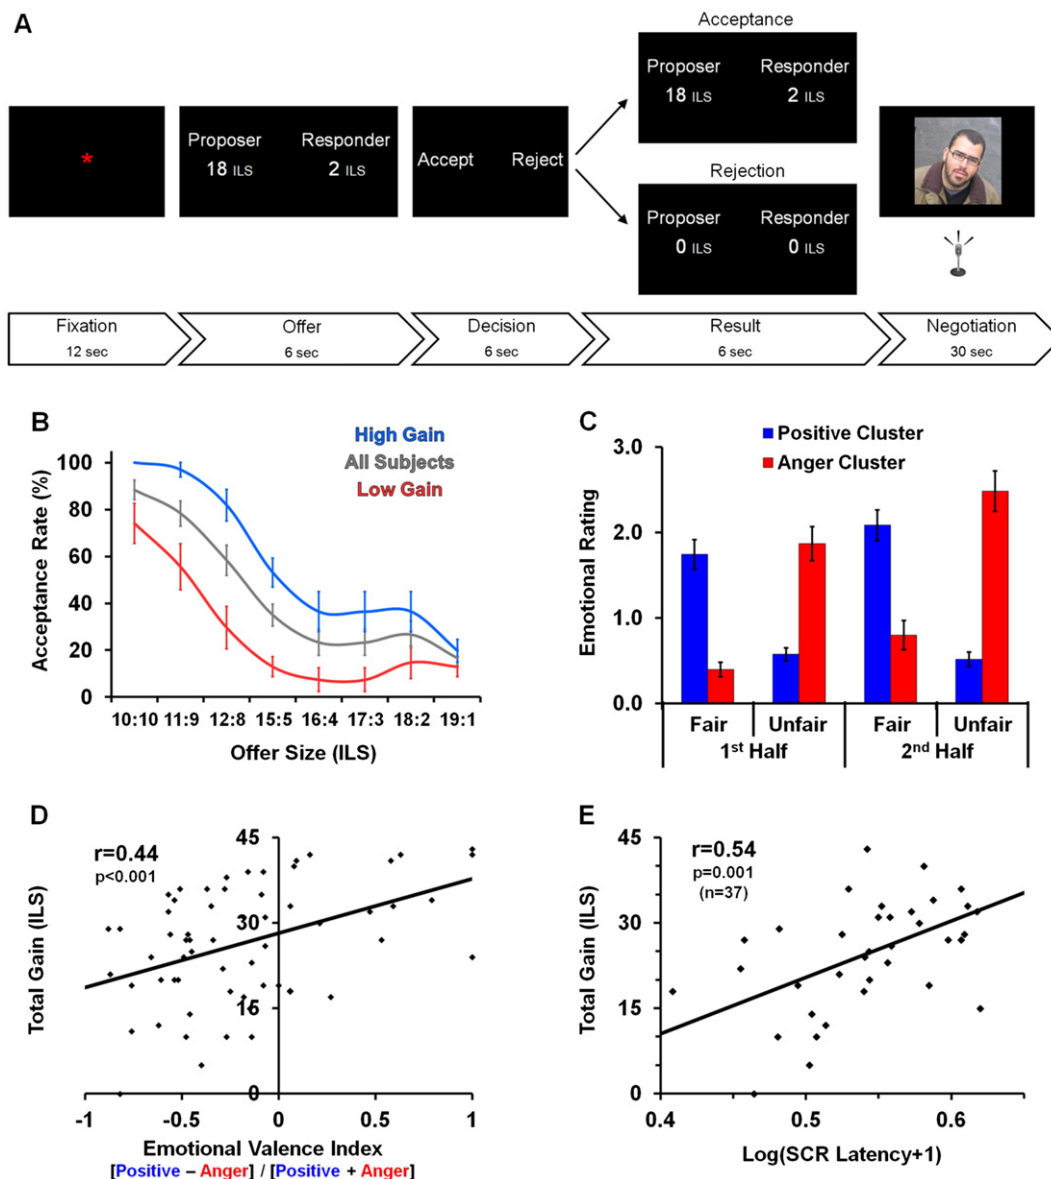 A
Acceptance
Proposer Responder
18 ILS 2 ILS
*
Proposer Responder
18 ILS 2 ILS
Accept Reject
Rejection
Proposer Responder
0 ILS 0 ILS
Fixation
12 sec
Offer
6 sec
Decision
6 sec
Result
6 sec
Negotiation
30 sec
B
High Gain
All Subjects
Low Gain
Acceptance Rate (%)
100
80
60
40
20
0
10:10 11:9 12:8 15:5 16:4 17:3 18:2 19:1
Offer Size (ILS)
C
Positive Cluster
Anger Cluster
Emotional Rating
3.0
2.0
1.0
0.0
Fair Unfair Fair Unfair
1st Half 2nd Half
D
r=0.44
p<0.001
Total Gain (ILS)
45
30
15
0
-1 -0.5 0 0.5 1
Emotional Valence Index
[Positive – Anger] / [Positive + Anger]
E
r=0.54
p=0.001
(n=37)
Total Gain (ILS)
45
30
15
0
0.4 0.5 0.6
Log(SCR Latency+1)